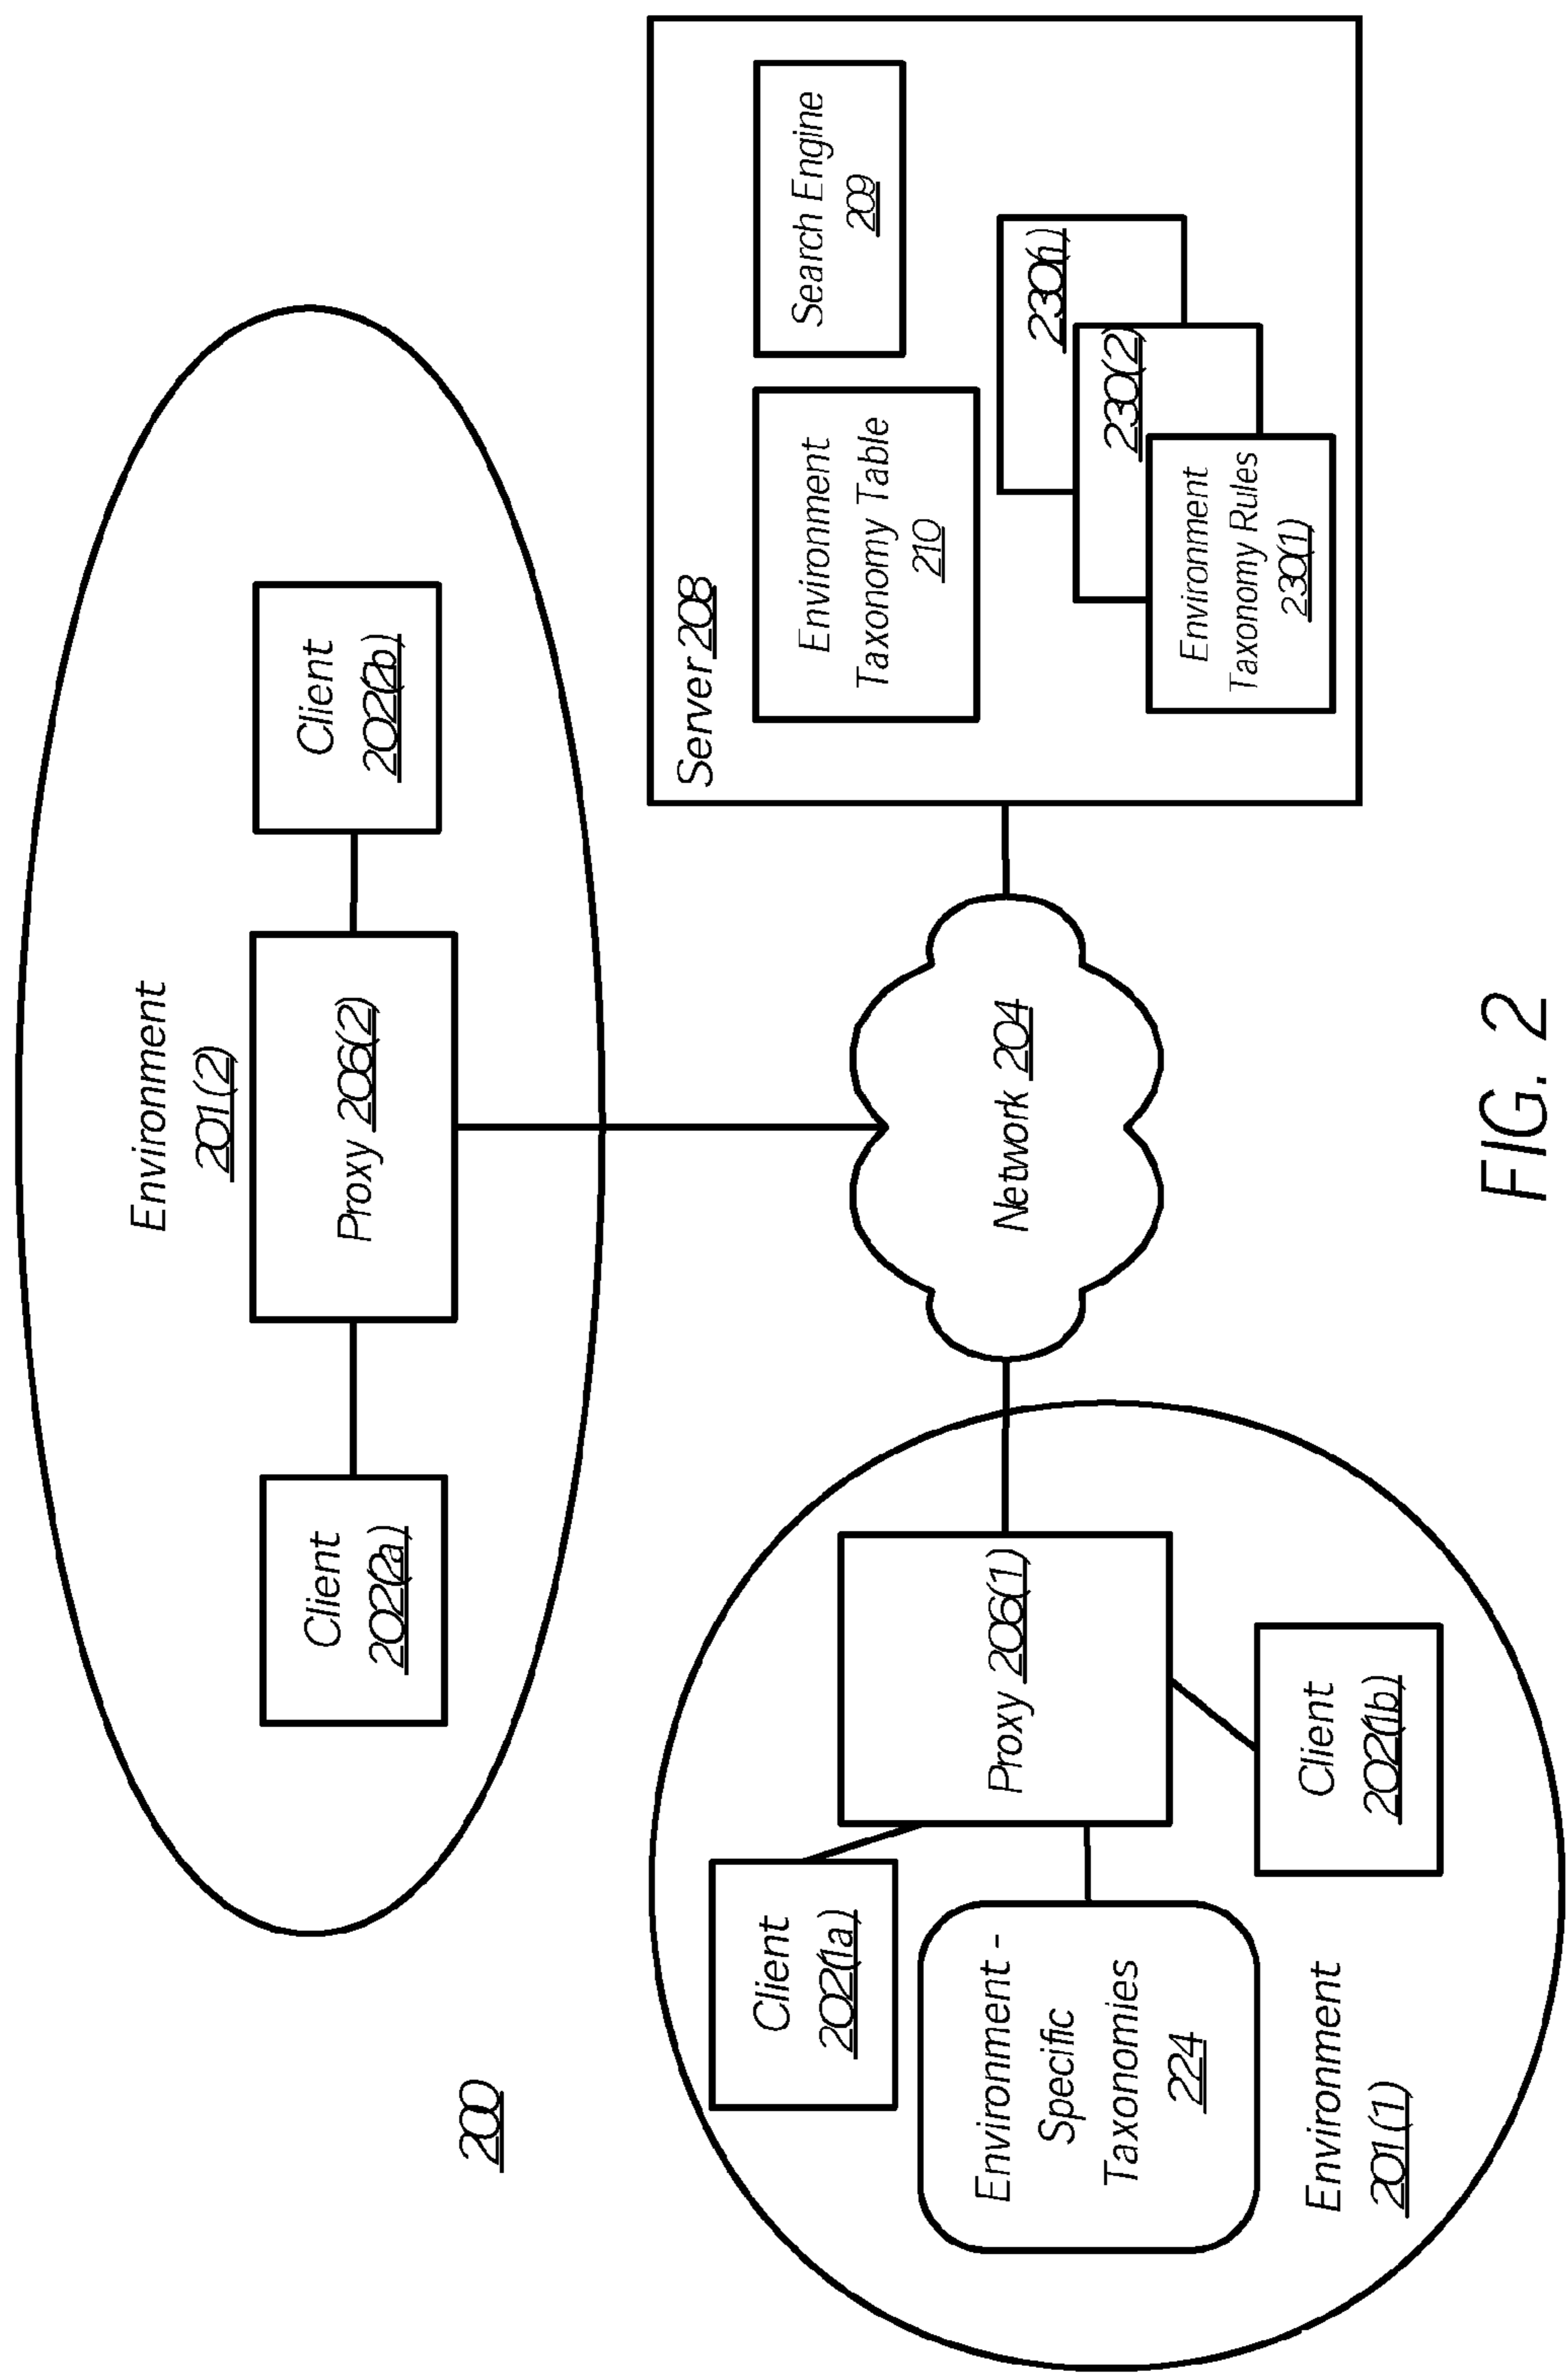 200
Environment
201(2)
Client
202(2a)
Proxy 206(2)
Client
202(2b)
Client
202(1a)
Environment-
Specific
Taxonomies
224
Proxy 206(1)
Client
202(1b)
Environment
201(1)
Network 204
Server 208
Environment
Taxonomy Table
210
Search Engine
209
230(n)
230(2)
Environment
Taxonomy Rules
230(1)
FIG. 2